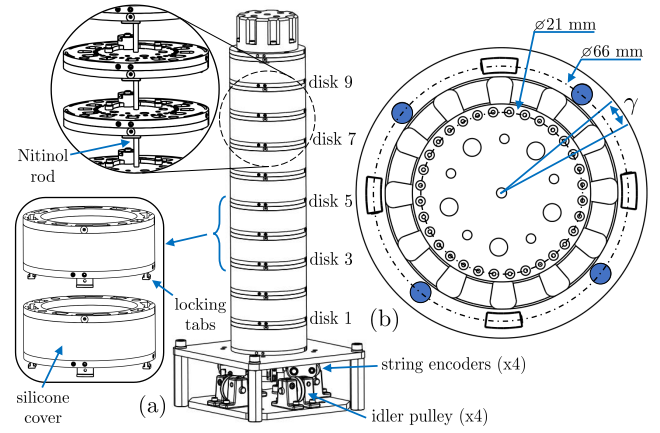 ⌀21 mm
⌀66 mm
disk 9
γ
disk 7
Nitinol
rod
disk 5
disk 3
locking
tabs
disk 1
(b)
string encoders (x4)
silicone
cover
(a)
idler pulley (x4)